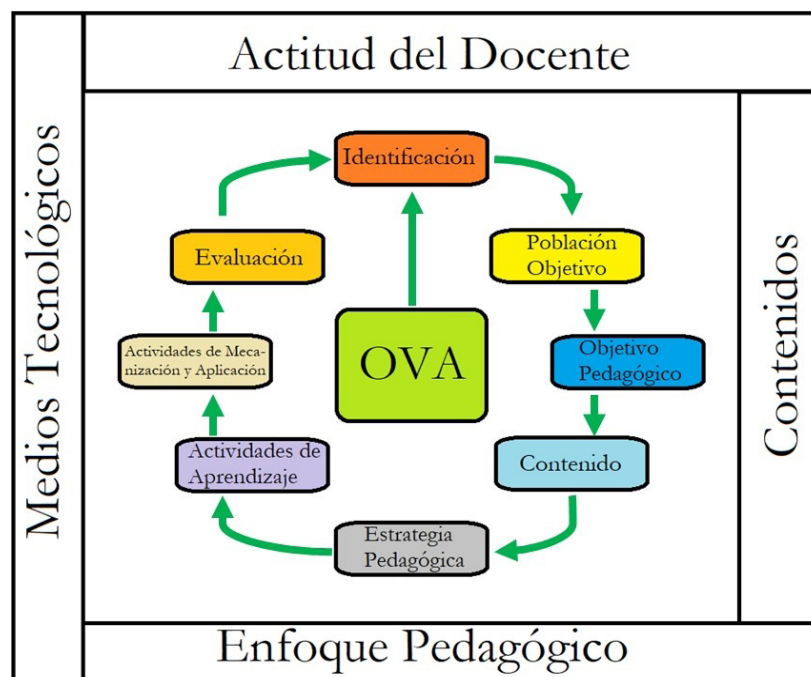 Actitud del Docente
Medios Tecnológicos
Contenidos
Identificación
Población
Objetivo
Objetivo
Pedagógico
Contenido
Estrategia
Pedagógica
Actividades de
Aprendizaje
Actividades de Meca-
nización y Aplicación
Evaluación
OVA
Enfoque Pedagógico